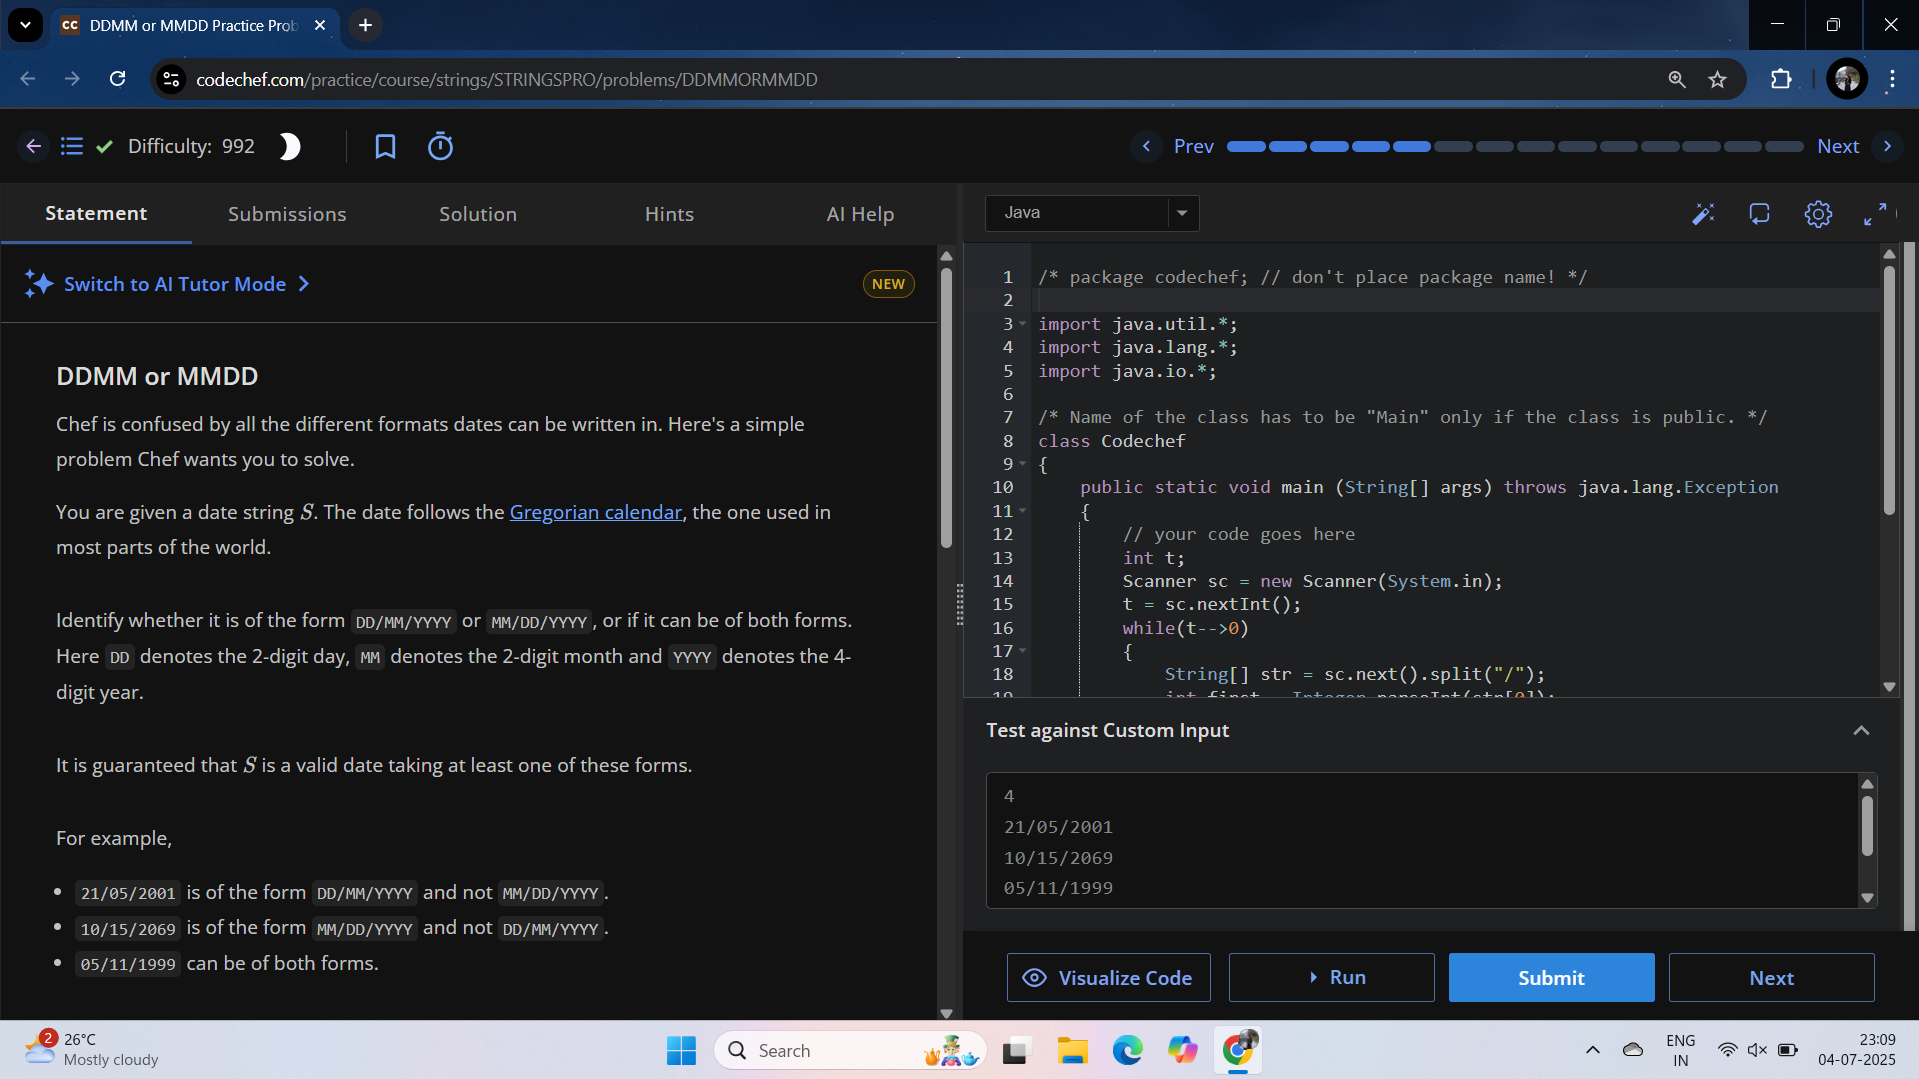 DDMM or MMDD Practice Prob
codechef.com/practice/course/strings/STRINGSPRO/problems/DDMMORMMDD
Difficulty: 992
Prev
Next
Statement
Submissions
Solution
Hints
AI Help
Java
Switch to AI Tutor Mode
NEW
DDMM or MMDD
Chef is confused by all the different formats dates can be written in. Here's a simple
problem Chef wants you to solve.
You are given a date string S. The date follows the Gregorian calendar, the one used in
most parts of the world.
Identify whether it is of the form DD/MM/YYYY or MM/DD/YYYY, or if it can be of both forms.
Here DD denotes the 2-digit day, MM denotes the 2-digit month and YYYY denotes the 4-
digit year.
It is guaranteed that S is a valid date taking at least one of these forms.
For example,
• 21/05/2001 is of the form DD/MM/YYYY and not MM/DD/YYYY.
• 10/15/2069 is of the form MM/DD/YYYY and not DD/MM/YYYY.
• 05/11/1999 can be of both forms.
1 /* package codechef; // don't place package name! */
2
3 import java.util.*;
4 import java.lang.*;
5 import java.io.*;
6
7 /* Name of the class has to be "Main" only if the class is public. */
8 class Codechef
9 {
10 public static void main (String[] args) throws java.lang.Exception
11 {
12 // your code goes here
13 int t;
14 Scanner sc = new Scanner(System.in);
15 t = sc.nextInt();
16 while(t-->0)
17 {
18 String[] str = sc.next().split("/");
19 int first = Integer.parseInt(str[0]);
Test against Custom Input
4
21/05/2001
10/15/2069
05/11/1999
Visualize Code
Run
Submit
Next
2
26°C
Mostly cloudy
Search
ENG
IN
23:09
04-07-2025